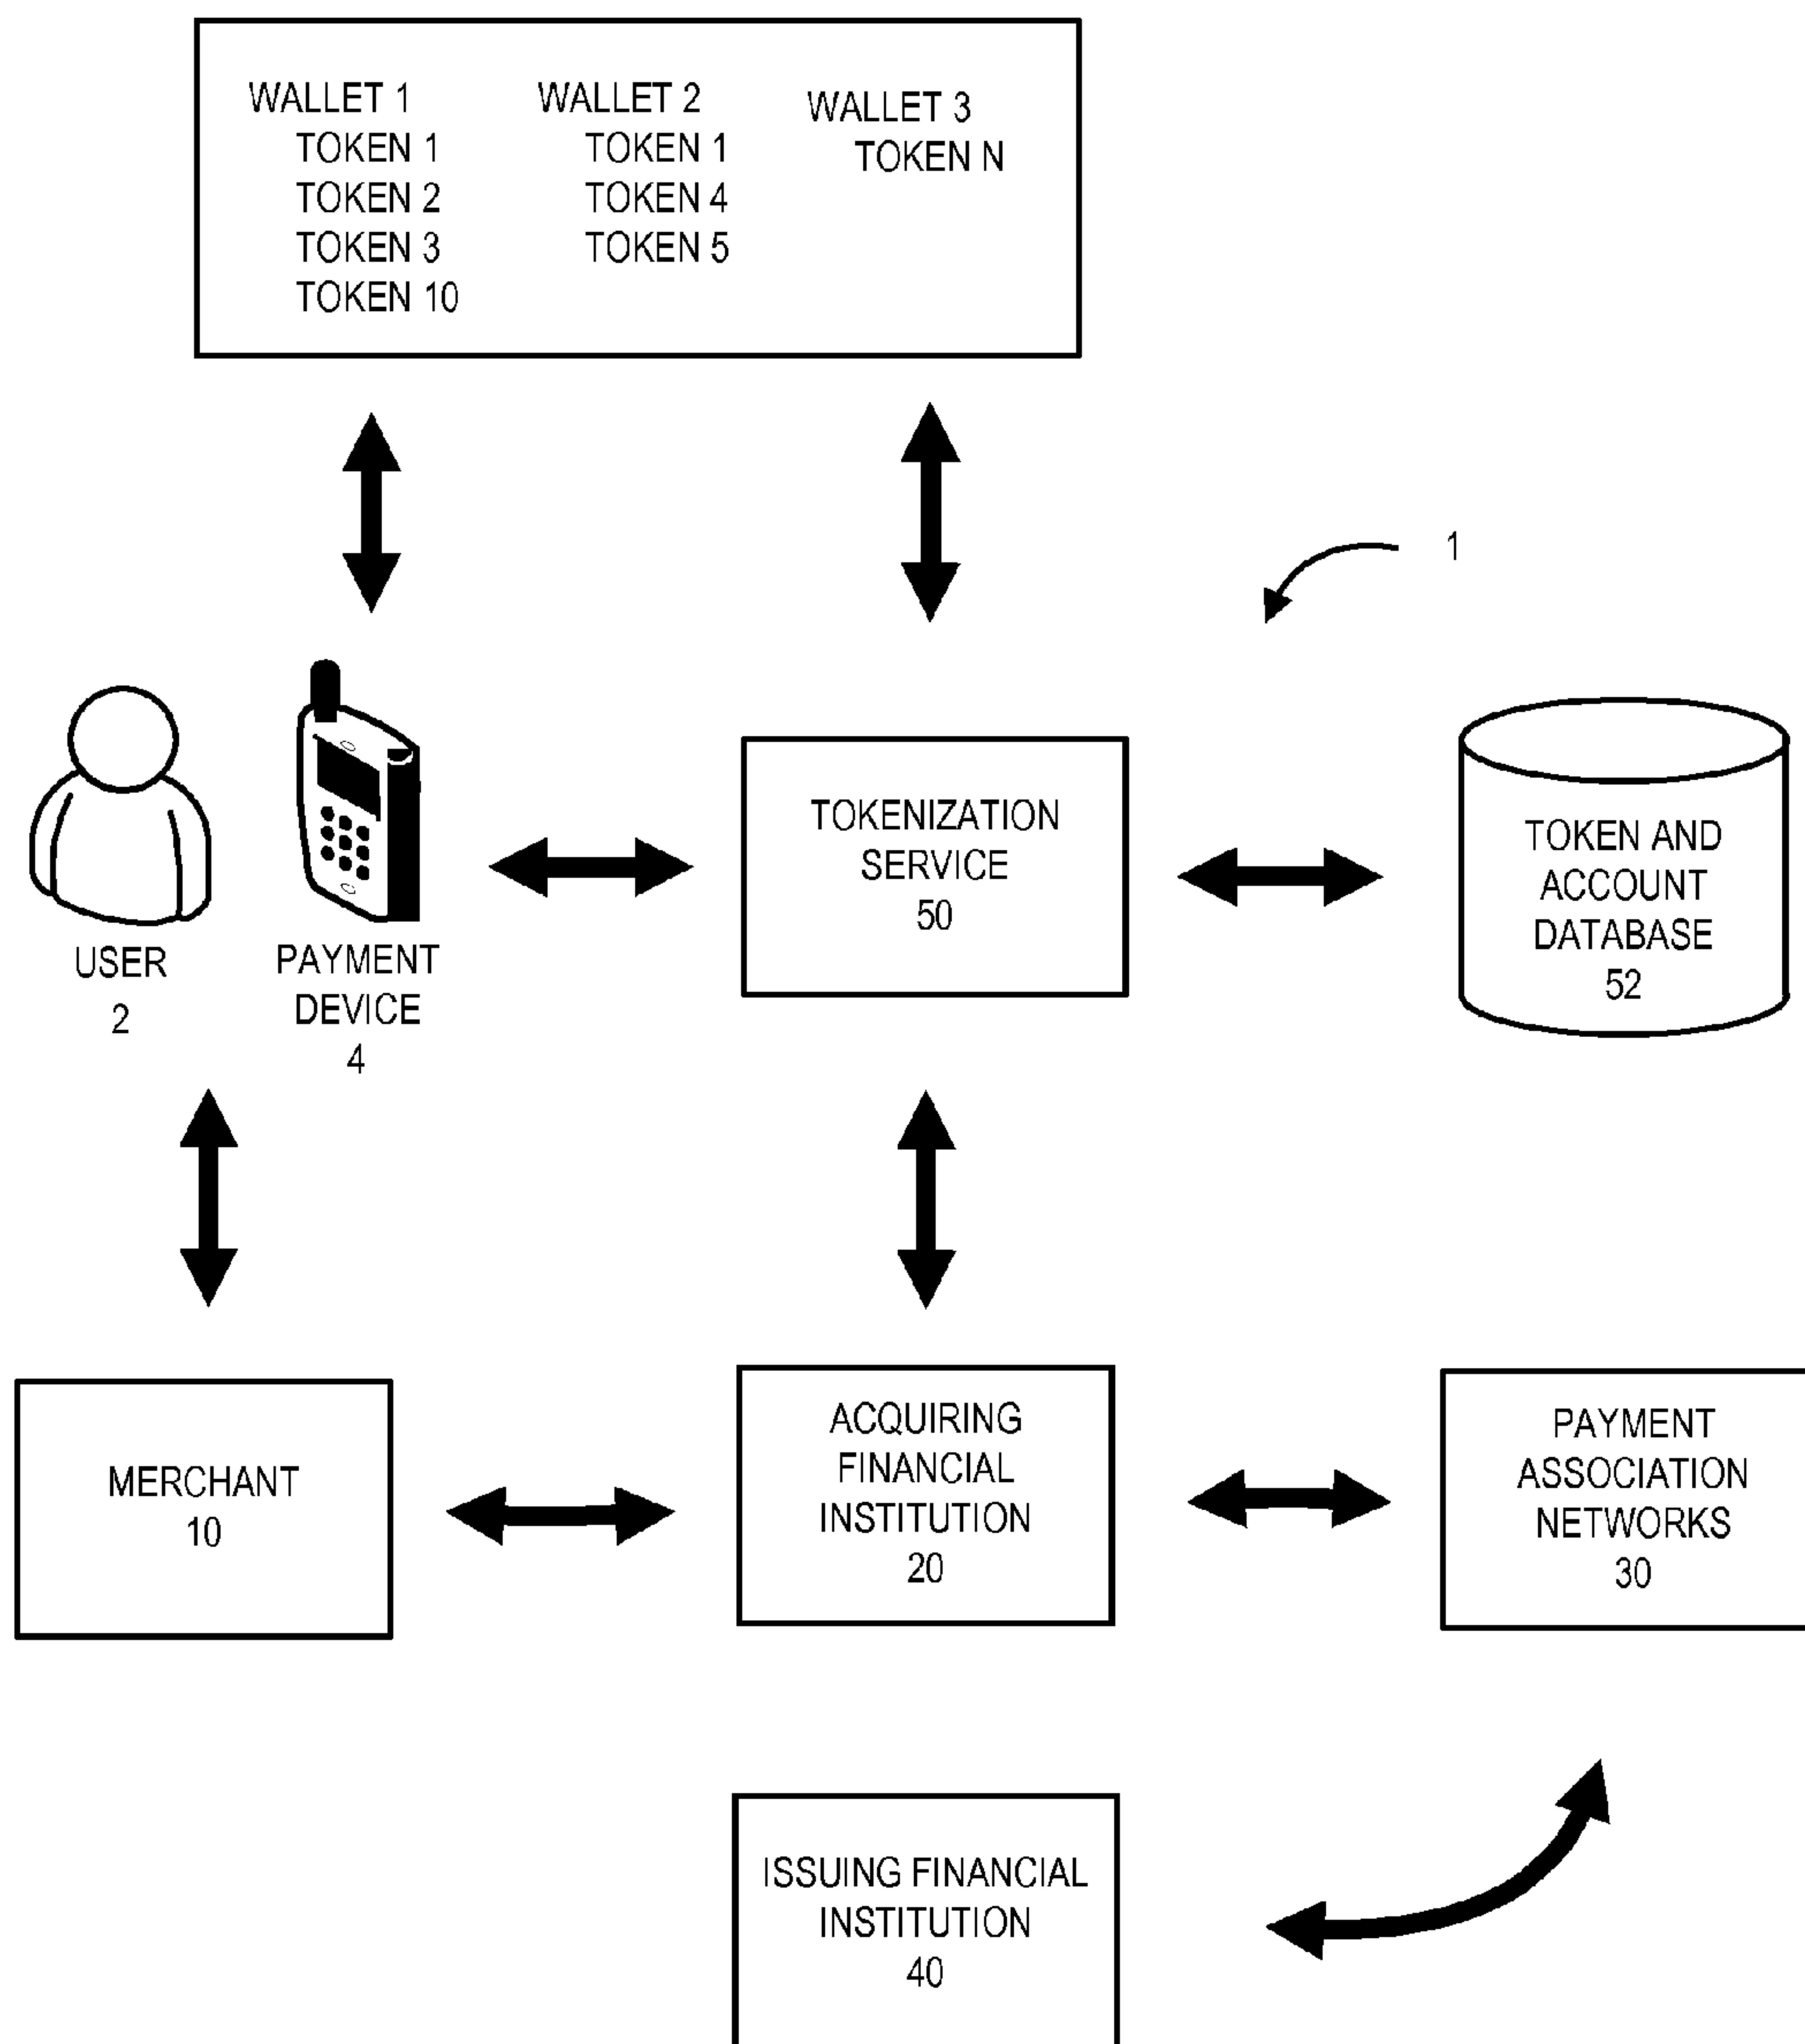 WALLET 1
TOKEN 1
TOKEN 2
TOKEN 3
TOKEN 10
WALLET 2
TOKEN 1
TOKEN 4
TOKEN 5
WALLET 3
TOKEN N
1
USER
2
PAYMENT
DEVICE
4
TOKENIZATION
SERVICE
50
TOKEN AND
ACCOUNT
DATABASE
52
MERCHANT
10
ACQUIRING
FINANCIAL
INSTITUTION
20
PAYMENT
ASSOCIATION
NETWORKS
30
ISSUING FINANCIAL
INSTITUTION
40